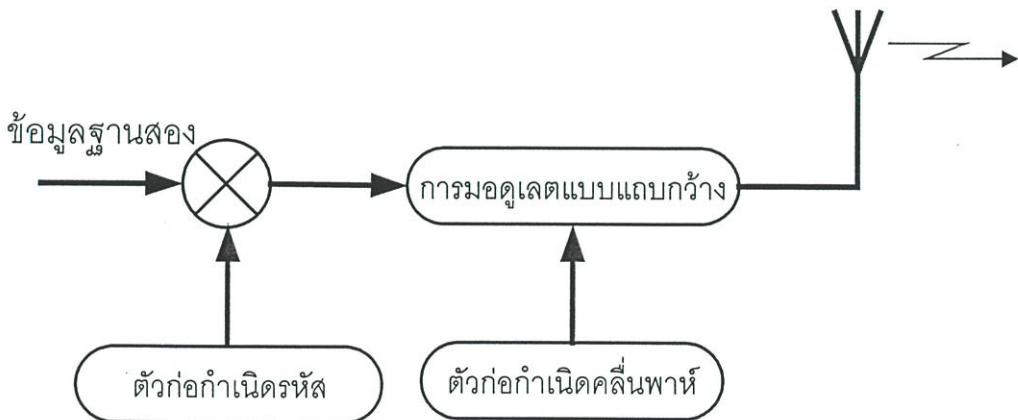 ข้อมูลฐานสอง
การมอดูเลตแบบแถบกว้าง
ตัวก่อกำเนิดรหัส
ตัวก่อกำเนิดคลื่นพาห์